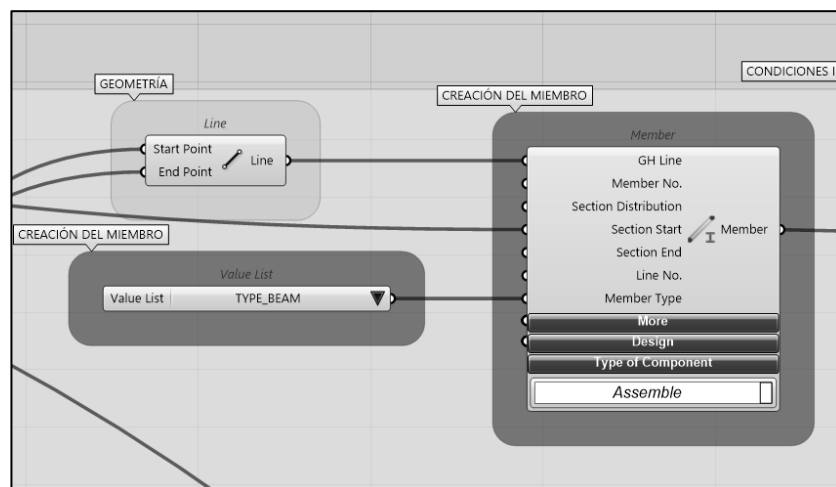 CONDICIONES I
GEOMETRÍA
CREACIÓN DEL MIEMBRO
Line
Start Point
End Point
Line
Member
GH Line
Member No.
Section Distribution
Section Start
Section End
Line No.
Member Type
Member
More
Design
Type of Component
Assemble
CREACIÓN DEL MIEMBRO
Value List
Value List
TYPE_BEAM